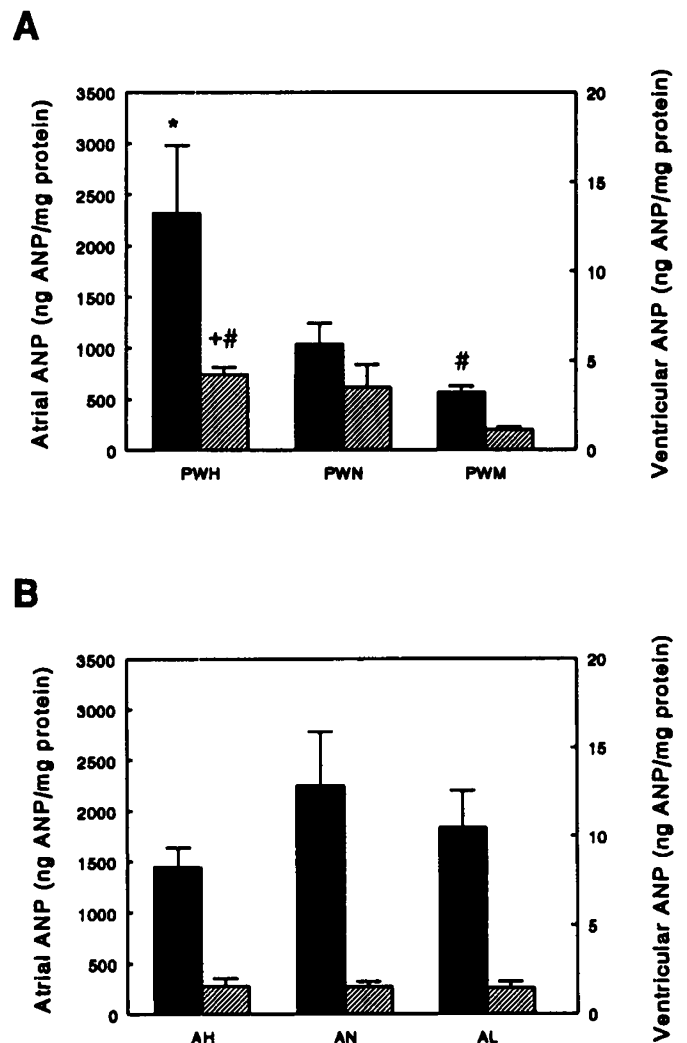 A
Atrial ANP (ng ANP/mg protein)
3500
3000
2500
2000
1500
1000
500
0
*
+#
#
PWH
PWN
PWM
20
15
10
5
0
Ventricular ANP (ng ANP/mg protein)
B
Atrial ANP (ng ANP/mg protein)
3500
3000
2500
2000
1500
1000
500
0
AH
AN
AL
20
15
10
5
0
Ventricular ANP (ng ANP/mg protein)